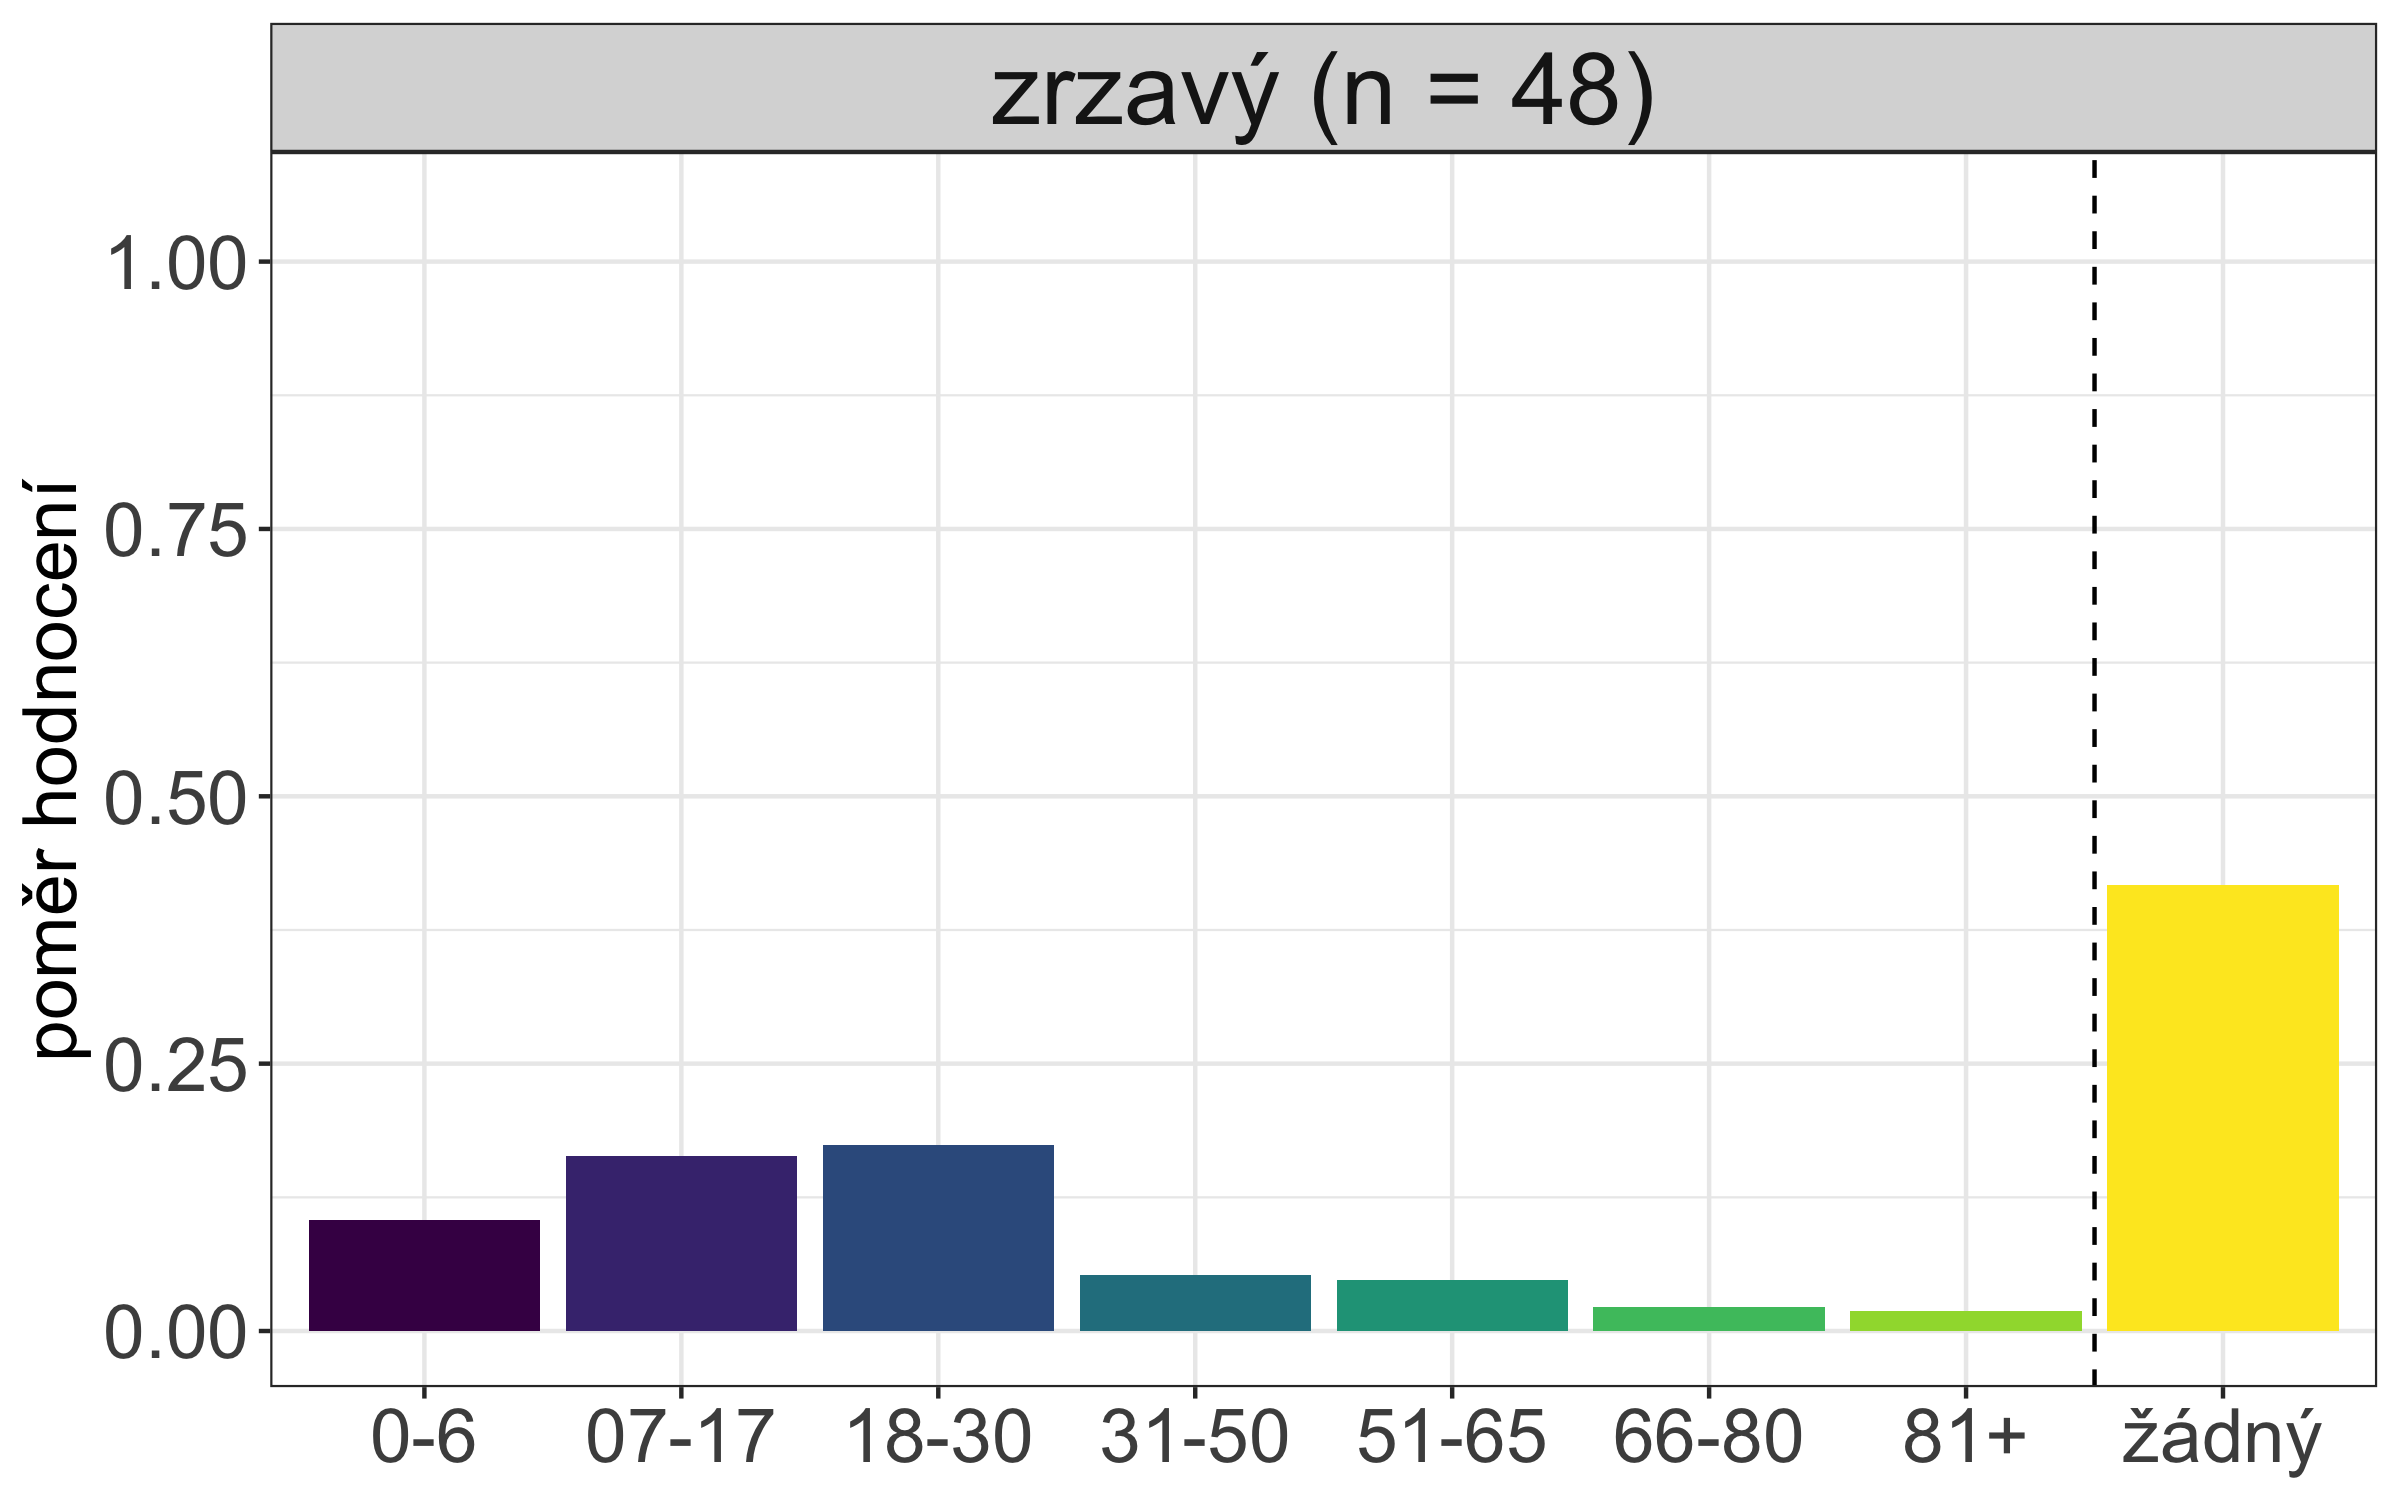 zrzavý (n = 48)
poměr hodnocení
1.00
0.75
0.50
0.25
0.00
0-6 07-17 18-30 31-50 51-65 66-80 81+ žádný